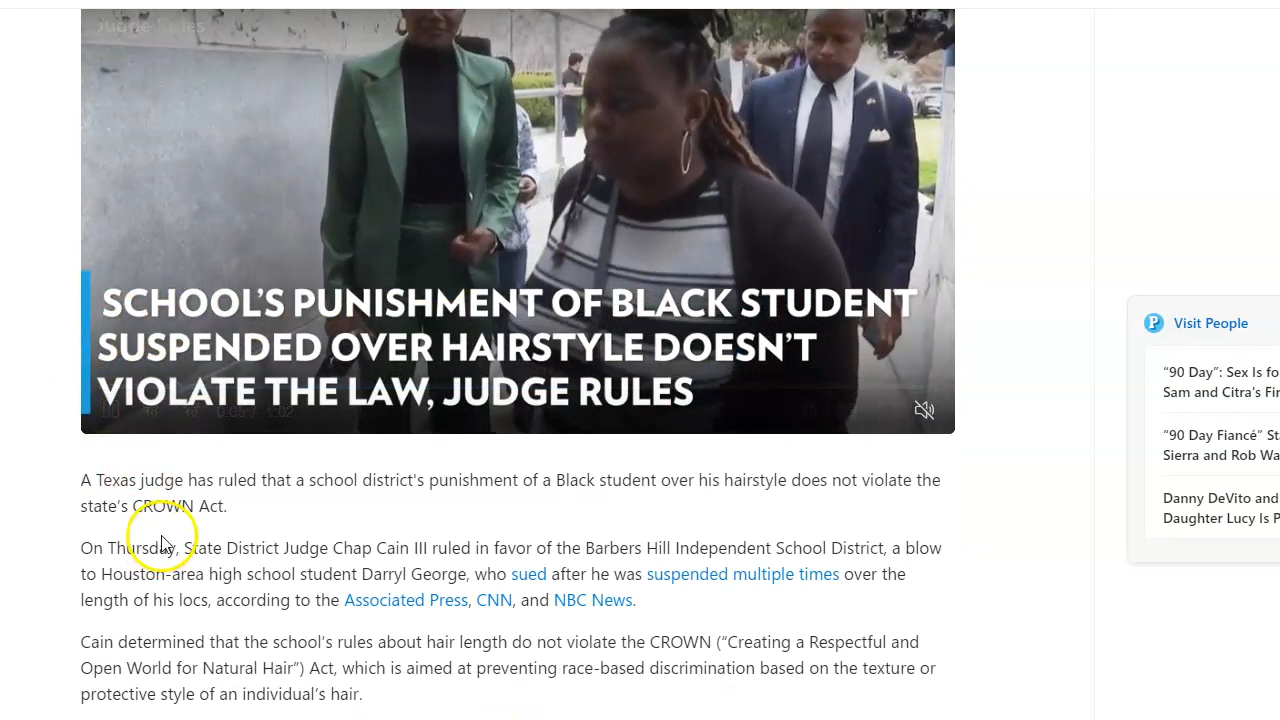 Judge Rules
SCHOOL'S PUNISHMENT OF BLACK STUDENT
SUSPENDED OVER HAIRSTYLE DOESN'T
VIOLATE THE LAW, JUDGE RULES
0:05 / 1:02
A Texas judge has ruled that a school district's punishment of a Black student over his hairstyle does not violate the
state's CROWN Act.
On Thursday, State District Judge Chap Cain III ruled in favor of the Barbers Hill Independent School District, a blow
to Houston-area high school student Darryl George, who sued after he was suspended multiple times over the
length of his locs, according to the Associated Press, CNN, and NBC News.
Cain determined that the school's rules about hair length do not violate the CROWN (“Creating a Respectful and
Open World for Natural Hair”) Act, which is aimed at preventing race-based discrimination based on the texture or
protective style of an individual's hair.
P Visit People
“90 Day”: Sex Is fo
Sam and Citra's Fir
“90 Day Fiancé” St
Sierra and Rob Wa
Danny DeVito and
Daughter Lucy Is P